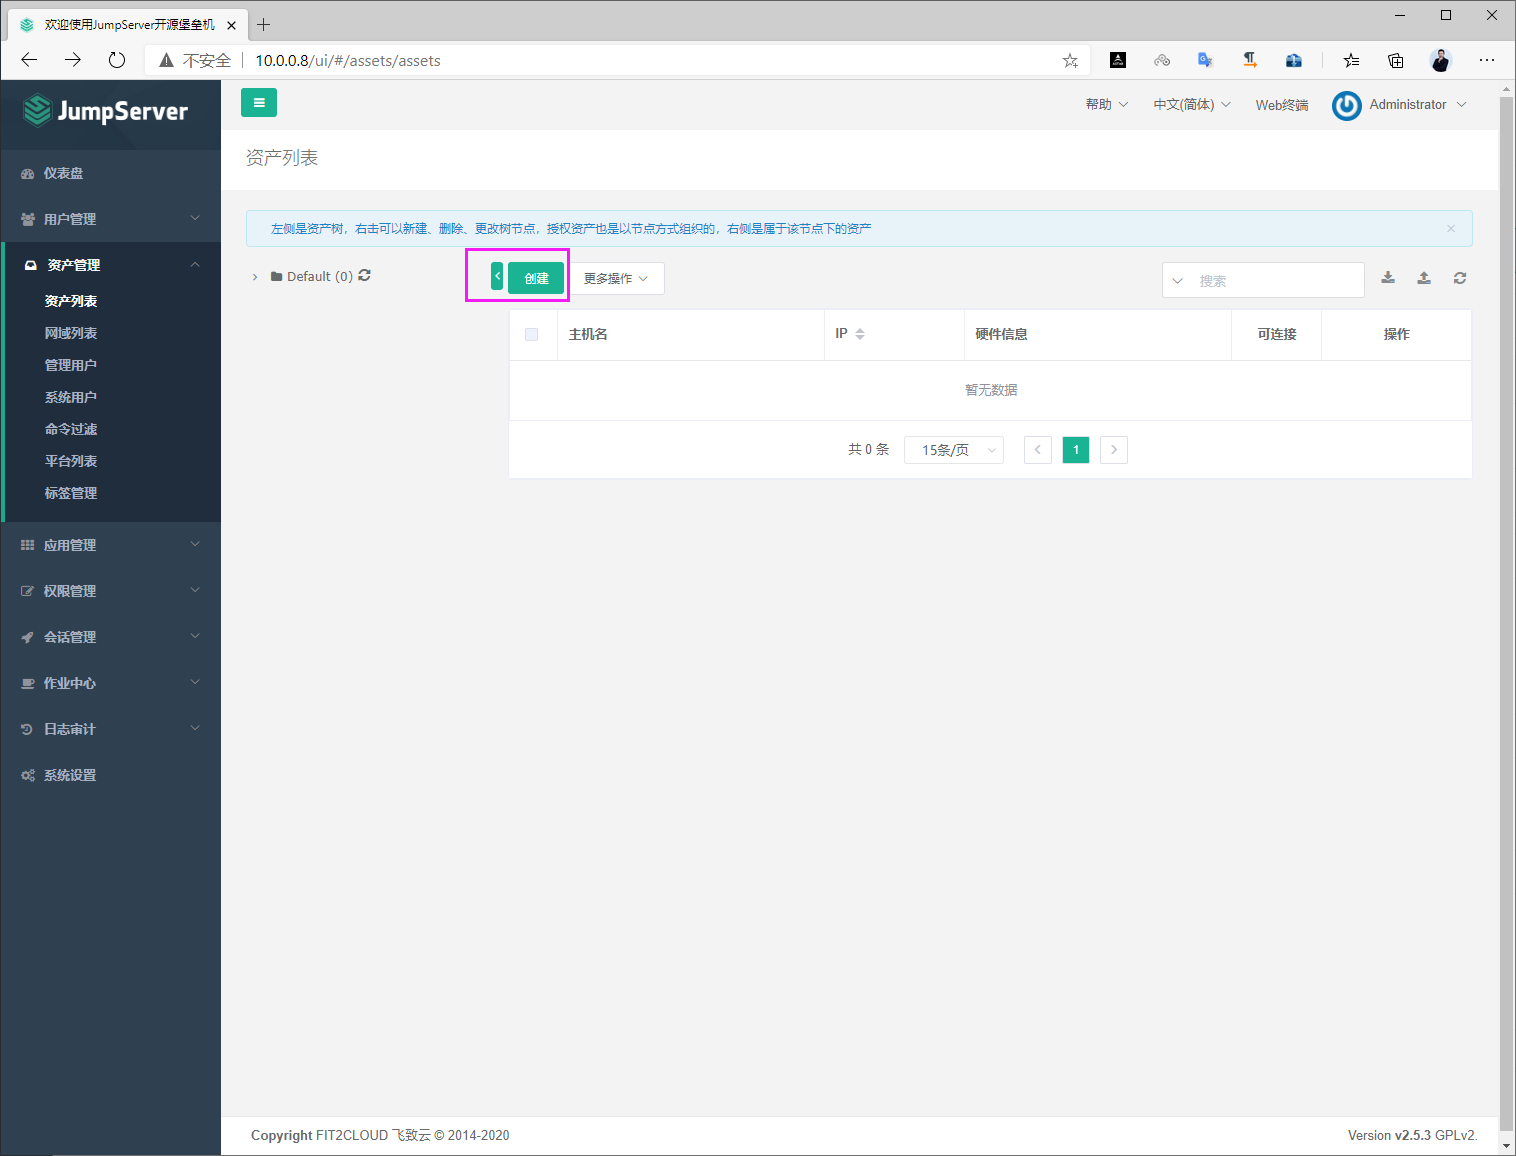 欢迎使用JumpServer开源堡垒机
不安全 10.0.0.8/ui/#/assets/assets
JumpServer
帮助 中文(简体) Web终端 Administrator
资产列表
仪表盘
用户管理
资产管理
资产列表
网域列表
管理用户
系统用户
命令过滤
平台列表
标签管理
应用管理
权限管理
会话管理
作业中心
日志审计
系统设置
左侧是资产树，右击可以新建、删除、更改树节点，授权资产也是以节点方式组织的，右侧是属于该节点下的资产
Default (0)
创建 更多操作 搜索
主机名 IP 硬件信息 可连接 操作
暂无数据
共 0 条 15条/页 1
Copyright FIT2CLOUD 飞致云 © 2014-2020
Version v2.5.3 GPLv2.